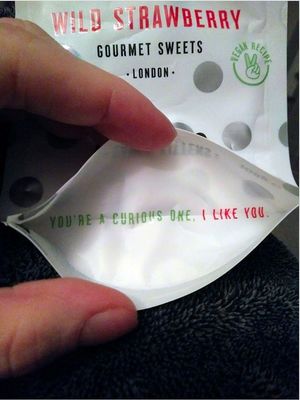 WILD STRAWBERRY
GOURMET SWEETS
· LONDON ·
VEGAN RECIPE
YOU'RE A CURIOUS ONE, I LIKE YOU.